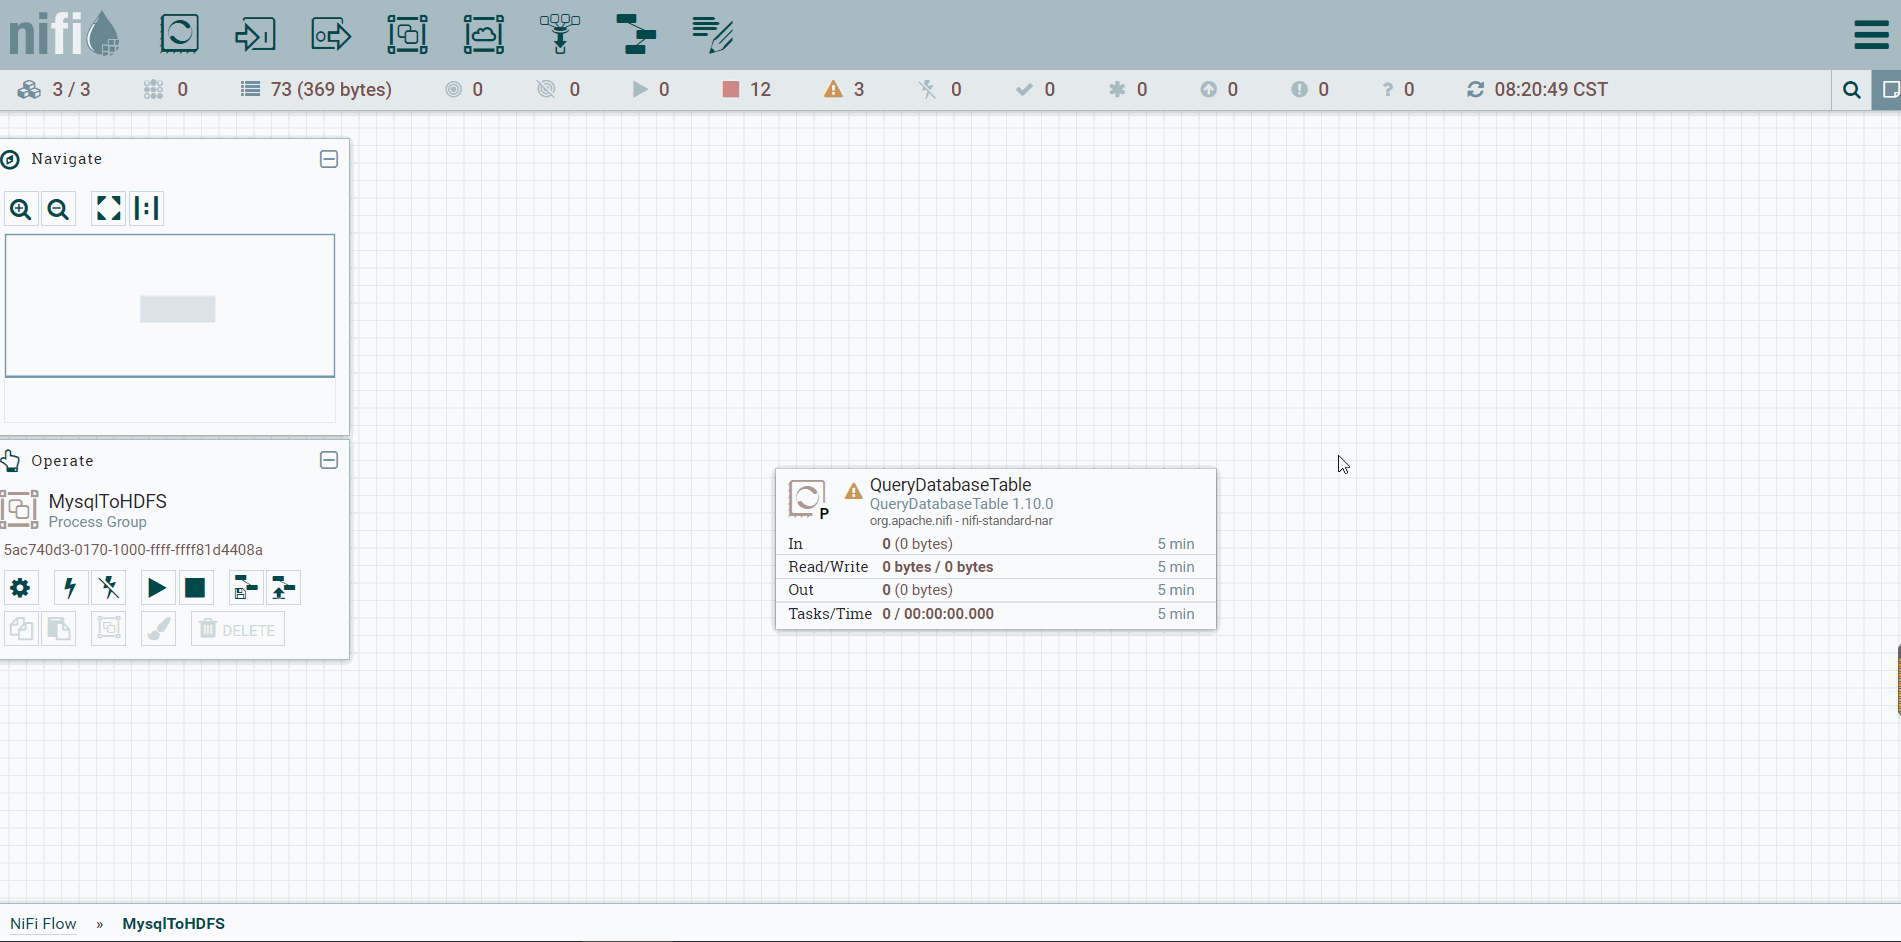 nifi
3 / 3 0 73 (369 bytes) 0 0 0 12 3 0 0 0 0 0 ? 0 08:20:49 CST
Navigate
Operate
MysqlToHDFS
Process Group
5ac740d3-0170-1000-ffff-ffff81d4408a
DELETE
QueryDatabaseTable
QueryDatabaseTable 1.10.0
org.apache.nifi - nifi-standard-nar
P
In 0 (0 bytes) 5 min
Read/Write 0 bytes / 0 bytes 5 min
Out 0 (0 bytes) 5 min
Tasks/Time 0 / 00:00:00.000 5 min
NiFi Flow » MysqlToHDFS